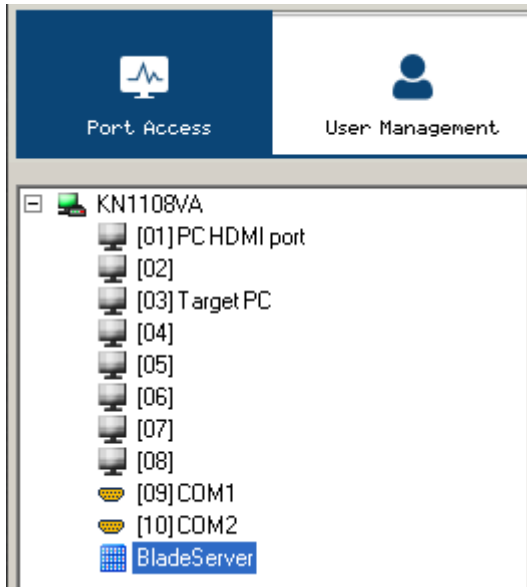 Port Access
User Management
KN1108VA
[01]PC HDMI port
[02]
[03]Target PC
[04]
[05]
[06]
[07]
[08]
[09]COM1
[10]COM2
BladeServer